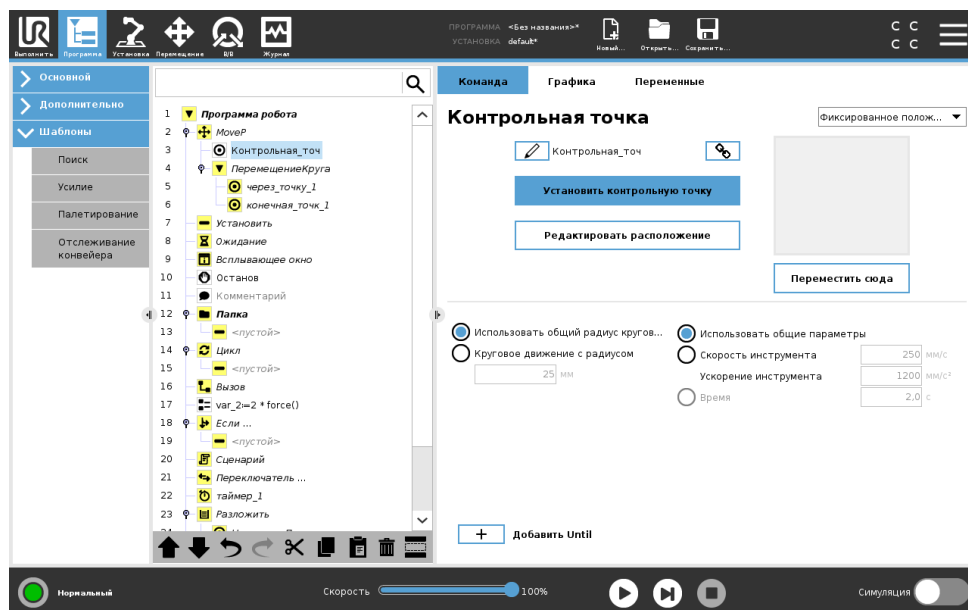 ПРОГРАММА <Без названия>*
УСТАНОВКА default*
Выполнить Программа Установка Перемещение В/В Журнал Новый... Открыть... Сохранить...
C C
C C
Основной
Дополнительно
Шаблоны
Поиск
Усилие
Палетирование
Отслеживание
конвейера
1 Программа робота
2 MoveP
3 Контрольная_точ
4 ПеремещениеКруга
5 через_точку_1
6 конечная_точк_1
7 Установить
8 Ожидание
9 Всплывающее окно
10 Останов
11 Комментарий
12 Папка
13 <пустой>
14 Цикл
15 <пустой>
16 Вызов
17 var_2≔2 * force()
18 Если ...
19 <пустой>
20 Сценарий
21 Переключатель ...
22 таймер_1
23 Разложить
Команда Графика Переменные
Контрольная точка
Фиксированное полож...
Контрольная_точ
Установить контрольную точку
Редактировать расположение
Переместить сюда
Использовать общий радиус кругов...
Круговое движение с радиусом
25 мм
Использовать общие параметры
Скорость инструмента 250 мм/с
Ускорение инструмента 1200 мм/с²
Время 2,0 с
+ Добавить Until
Нормальный
Скорость 100%
Симуляция